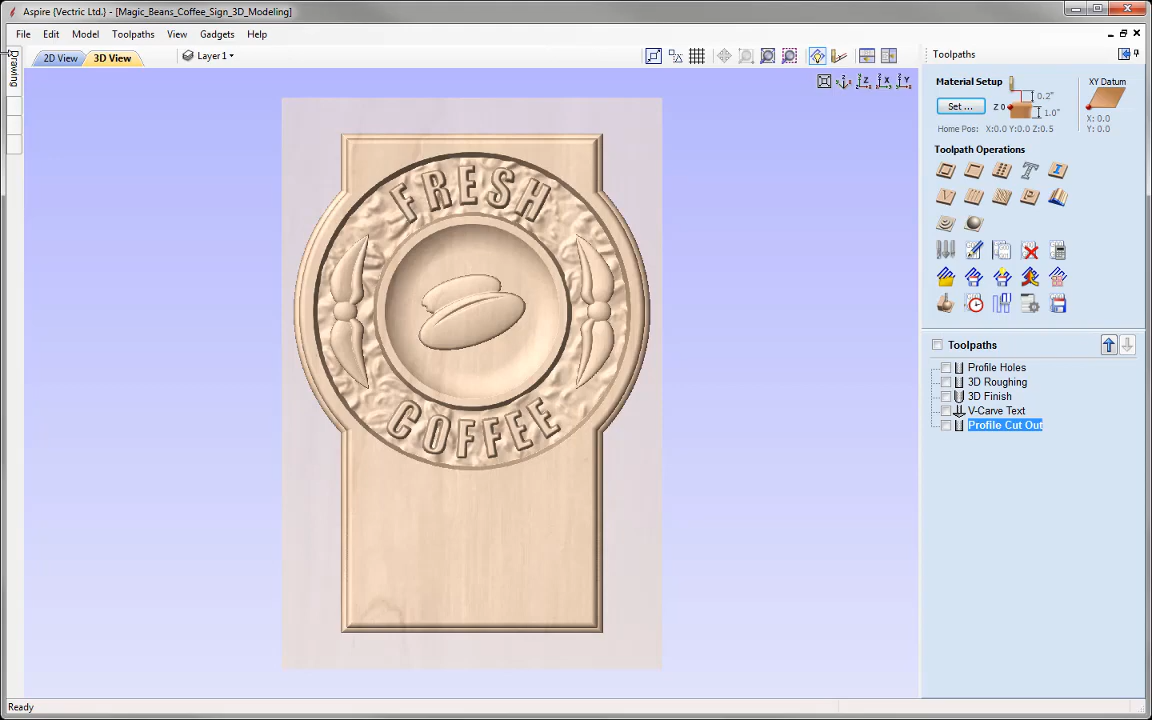 Aspire {Vectric Ltd.} - [Magic_Beans_Coffee_Sign_3D_Modeling]
File Edit Model Toolpaths View Gadgets Help
2D View 3D View Layer 1
Drawing
Z X Y
FRESH
COFFEE
Toolpaths
Material Setup
XY Datum
Set ...
Z 0
0.2"
1.0"
X: 0.0
Y: 0.0
Home Pos: X:0.0 Y:0.0 Z:0.5
Toolpath Operations
Toolpaths
Profile Holes
3D Roughing
3D Finish
V-Carve Text
Profile Cut Out
Ready